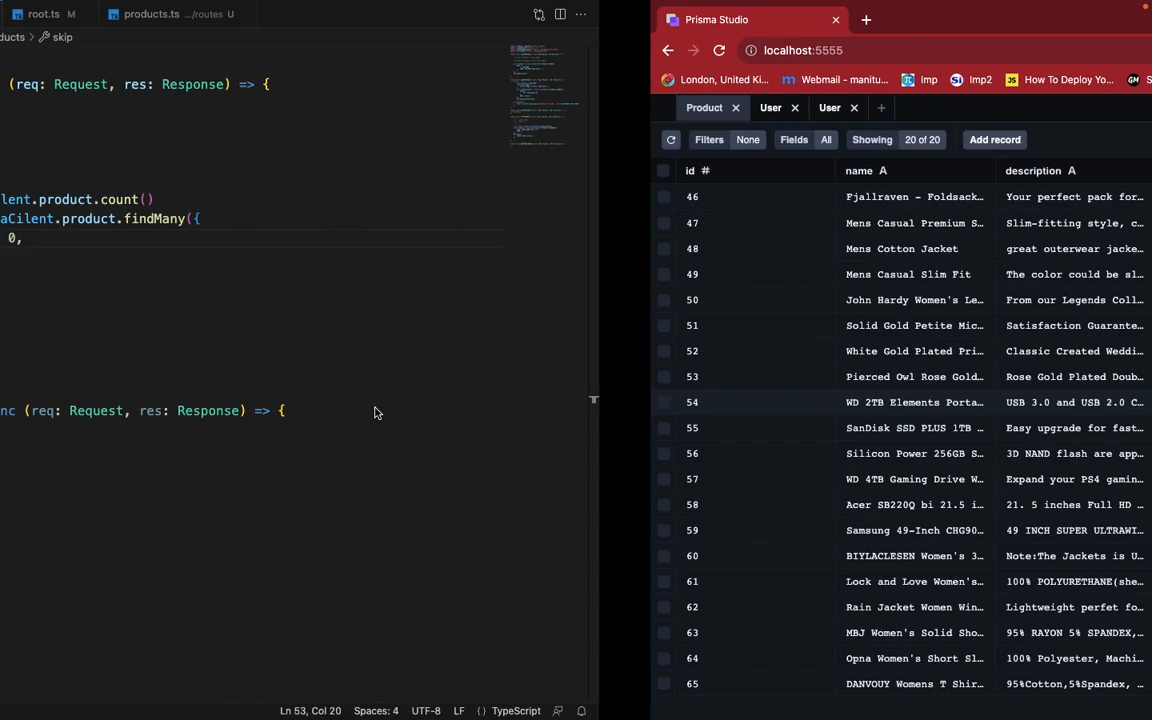 root.ts M
products.ts .../routes U
ducts > skip
(req: Request, res: Response) => {
lent.product.count()
aCilent.product.findMany({
0,
nc (req: Request, res: Response) => {
Ln 53, Col 20 Spaces: 4 UTF-8 LF {} TypeScript
Prisma Studio
localhost:5555
London, United Ki... Webmail – manitu... Imp Imp2 How To Deploy Yo...
Product User User
Filters None Fields All Showing 20 of 20 Add record
id # name A description A
46 Fjallraven - Foldsack… Your perfect pack for…
47 Mens Casual Premium S… Slim-fitting style, c…
48 Mens Cotton Jacket great outerwear jacke…
49 Mens Casual Slim Fit The color could be sl…
50 John Hardy Women's Le… From our Legends Coll…
51 Solid Gold Petite Mic… Satisfaction Guarante…
52 White Gold Plated Pri… Classic Created Weddi…
53 Pierced Owl Rose Gold… Rose Gold Plated Doub…
54 WD 2TB Elements Porta… USB 3.0 and USB 2.0 C…
55 SanDisk SSD PLUS 1TB … Easy upgrade for fast…
56 Silicon Power 256GB S… 3D NAND flash are app…
57 WD 4TB Gaming Drive W… Expand your PS4 gamin…
58 Acer SB220Q bi 21.5 i… 21. 5 inches Full HD …
59 Samsung 49-Inch CHG90… 49 INCH SUPER ULTRAWI…
60 BIYLACLESEN Women's 3… Note:The Jackets is U…
61 Lock and Love Women's… 100% POLYURETHANE(she…
62 Rain Jacket Women Win… Lightweight perfet fo…
63 MBJ Women's Solid Sho… 95% RAYON 5% SPANDEX,…
64 Opna Women's Short Sl… 100% Polyester, Machi…
65 DANVOUY Womens T Shir… 95%Cotton,5%Spandex, …